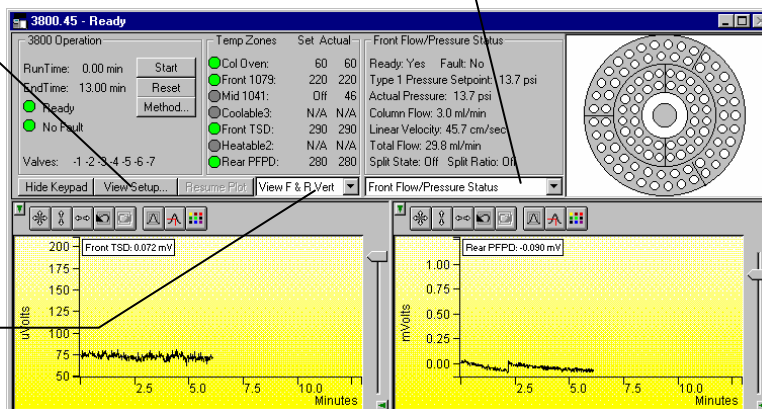 3800.45 - Ready
3800 Operation
RunTime: 0.00 min Start
EndTime: 13.00 min Reset
Ready Method...
No Fault
Valves: -1 -2 -3 -4 -5 -6 -7
Temp Zones Set Actual
Col Oven: 60 60
Front 1079: 220 220
Mid 1041: Off 46
Coolable3: N/A N/A
Front TSD: 290 290
Heatable2: N/A N/A
Rear PFPD: 280 280
Front Flow/Pressure Status
Ready: Yes Fault: No
Type 1 Pressure Setpoint: 13.7 psi
Actual Pressure: 13.7 psi
Column Flow: 3.0 ml/min
Linear Velocity: 45.7 cm/sec
Total Flow: 29.8 ml/min
Split State: Off Split Ratio: Off
Hide Keypad View Setup... Resume Plot View F & R Vert Front Flow/Pressure Status
Front TSD: 0.072 mV
200
175
150
125
100
75
50
uVolts
2.5 5.0 7.5 10.0
Minutes
Rear PFPD: -0.090 mV
1.00
0.75
0.50
0.25
0.00
mVolts
2.5 5.0 7.5 10.0
Minutes